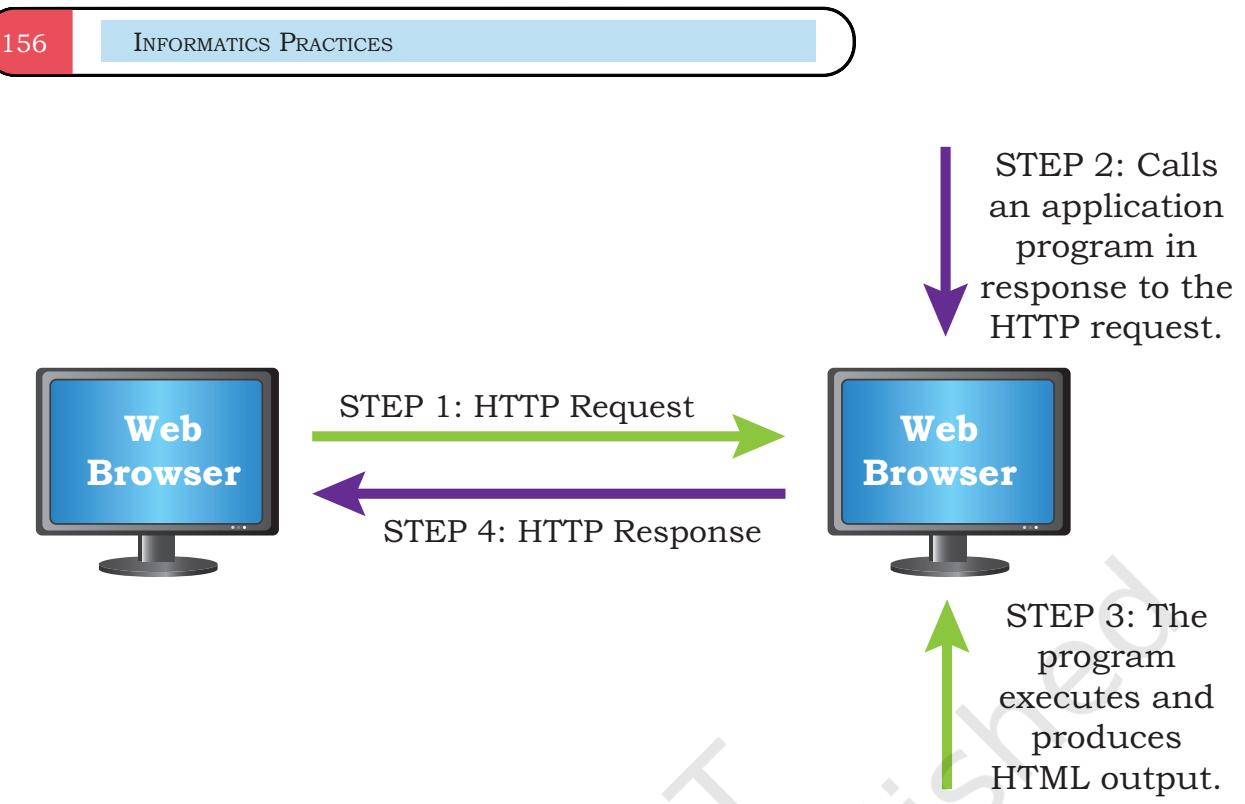 156
INFORMATICS PRACTICES
STEP 2: Calls
an application
program in
response to the
HTTP request.
STEP 1: HTTP Request
Web
Browser
Web
Browser
STEP 4: HTTP Response
STEP 3: The
program
executes and
produces
HTML output.